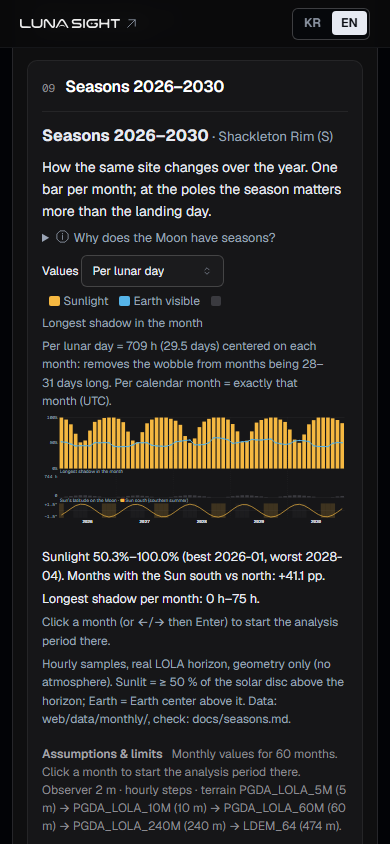 LUNA SIGHT ↗
KR EN
09 Seasons 2026–2030
Seasons 2026–2030 · Shackleton Rim (S)
How the same site changes over the year. One
bar per month; at the poles the season matters
more than the landing day.
▶ ⓘ Why does the Moon have seasons?
Values Per lunar day
Sunlight Earth visible
Longest shadow in the month
Per lunar day = 709 h (29.5 days) centered on each
month: removes the wobble from months being 28–
31 days long. Per calendar month = exactly that
month (UTC).
100%
50%
0%
Longest shadow in the month
744 h
0
Sun's latitude on the Moon · Sun south (southern summer)
+1.6°
−1.6°
2026 2027 2028 2029 2030
Sunlight 50.3%–100.0% (best 2026-01, worst 2028-
04). Months with the Sun south vs north: +41.1 pp.
Longest shadow per month: 0 h–75 h.
Click a month (or ←/→ then Enter) to start the analysis
period there.
Hourly samples, real LOLA horizon, geometry only (no
atmosphere). Sunlit = ≥ 50 % of the solar disc above the
horizon; Earth = Earth center above it. Data:
web/data/monthly/, check: docs/seasons.md.
Assumptions & limits Monthly values for 60 months.
Click a month to start the analysis period there.
Observer 2 m · hourly steps · terrain PGDA_LOLA_5M (5
m) → PGDA_LOLA_10M (10 m) → PGDA_LOLA_60M (60
m) → PGDA_LOLA_240M (240 m) → LDEM_64 (474 m).